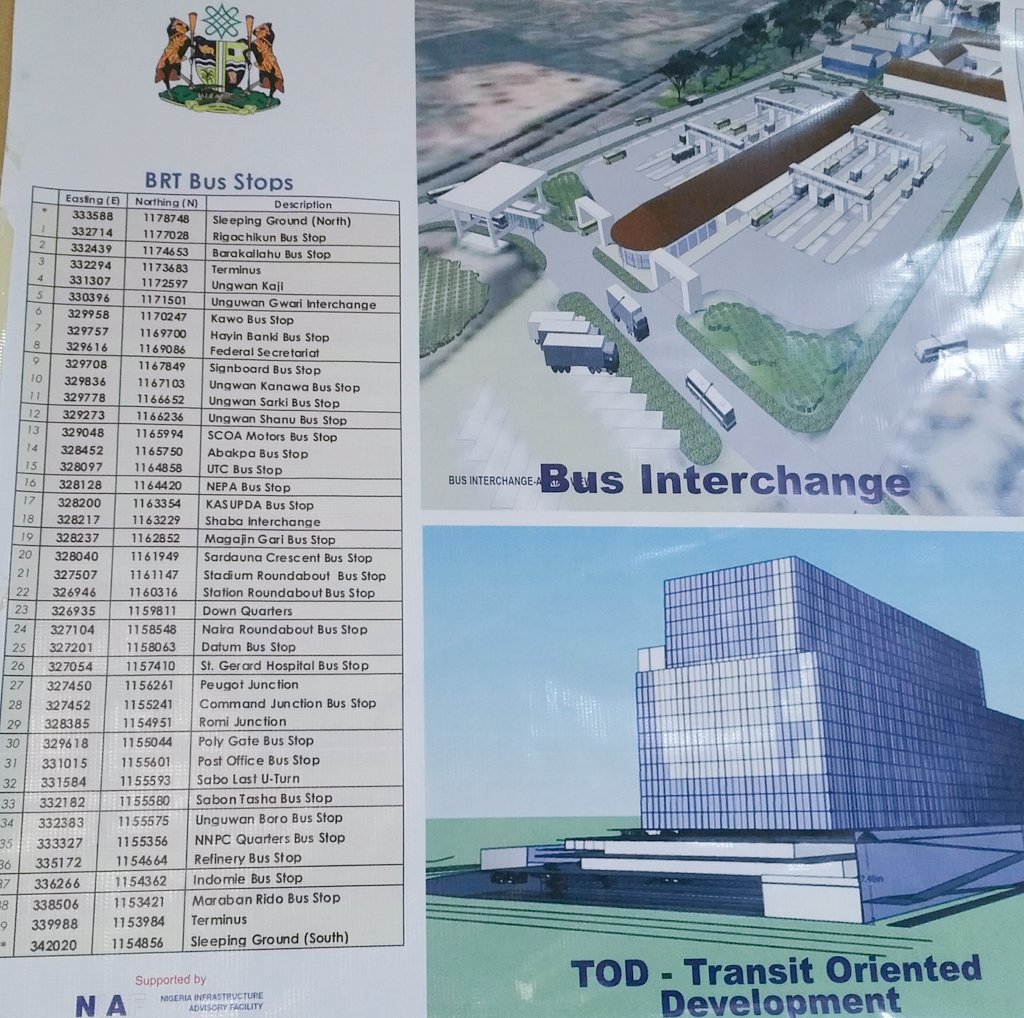 BRT Bus Stops
Easting (E) Northing (N) Description
* 333588 1178748 Sleeping Ground (North)
1 332714 1177028 Rigachikun Bus Stop
2 332439 1174653 Barakallahu Bus Stop
3 332294 1173683 Terminus
4 331307 1172597 Ungwan Kaji
5 330396 1171501 Unguwan Gwari Interchange
6 329958 1170247 Kawo Bus Stop
7 329757 1169700 Hayin Banki Bus Stop
8 329616 1169086 Federal Secretariat
9 329708 1167849 Signboard Bus Stop
10 329836 1167103 Ungwan Kanawa Bus Stop
11 329778 1166652 Ungwan Sarki Bus Stop
12 329273 1166236 Ungwan Shanu Bus Stop
13 329048 1165994 SCOA Motors Bus Stop
14 328452 1165750 Abakpa Bus Stop
15 328097 1164858 UTC Bus Stop
16 328128 1164420 NEPA Bus Stop
17 328200 1163354 KASUPDA Bus Stop
18 328217 1163229 Shaba Interchange
19 328237 1162852 Magajin Gari Bus Stop
20 328040 1161949 Sardauna Crescent Bus Stop
21 327507 1161147 Stadium Roundabout Bus Stop
22 326946 1160316 Station Roundabout Bus Stop
23 326935 1159811 Down Quarters
24 327104 1158548 Naira Roundabout Bus Stop
25 327201 1158063 Datum Bus Stop
26 327054 1157410 St. Gerard Hospital Bus Stop
27 327450 1156261 Peugot Junction
28 327452 1155241 Command Junction Bus Stop
29 328385 1154951 Romi Junction
30 329618 1155044 Poly Gate Bus Stop
31 331015 1155601 Post Office Bus Stop
32 331584 1155593 Sabo Last U-Turn
33 332182 1155580 Sabon Tasha Bus Stop
34 332383 1155575 Unguwan Boro Bus Stop
35 333327 1155356 NNPC Quarters Bus Stop
36 335172 1154664 Refinery Bus Stop
37 336266 1154362 Indomie Bus Stop
38 338506 1153421 Maraban Rido Bus Stop
9 339988 1153984 Terminus
* 342020 1154856 Sleeping Ground (South)
Supported by
N A F NIGERIA INFRASTRUCTURE
ADVISORY FACILITY
BUS INTERCHANGE-A
Bus Interchange
TOD - Transit Oriented
Development